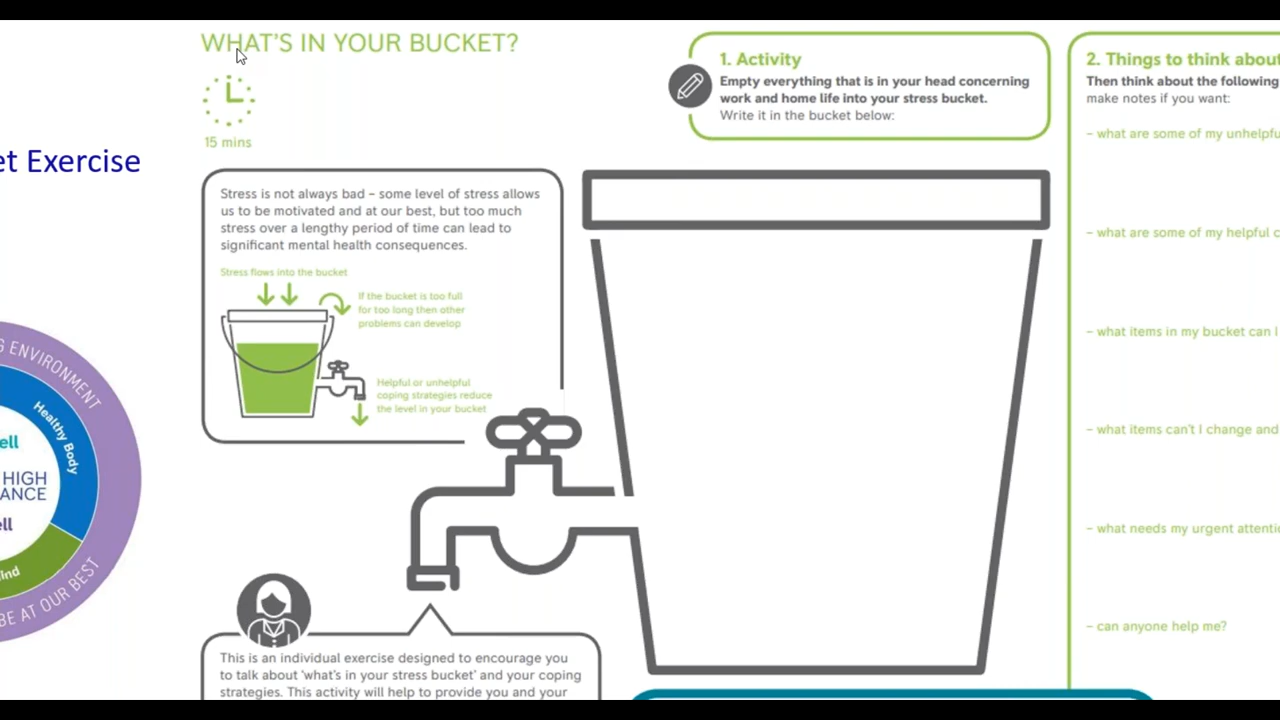 WHAT'S IN YOUR BUCKET?
15 mins
et Exercise
1. Activity
Empty everything that is in your head concerning
work and home life into your stress bucket.
Write it in the bucket below:
2. Things to think about
Then think about the following
make notes if you want:
– what are some of my unhelpfu
– what are some of my helpful c
– what items in my bucket can I
– what items can't I change and
– what needs my urgent attentio
– can anyone help me?
Stress is not always bad – some level of stress allows
us to be motivated and at our best, but too much
stress over a lengthy period of time can lead to
significant mental health consequences.
Stress flows into the bucket
If the bucket is too full
for too long then other
problems can develop
Helpful or unhelpful
coping strategies reduce
the level in your bucket
G ENVIRONMENT
Healthy Body
ell
HIGH
ANCE
ell
ind
BE AT OUR BEST
This is an individual exercise designed to encourage you
to talk about 'what's in your stress bucket' and your coping
strategies. This activity will help to provide you and your